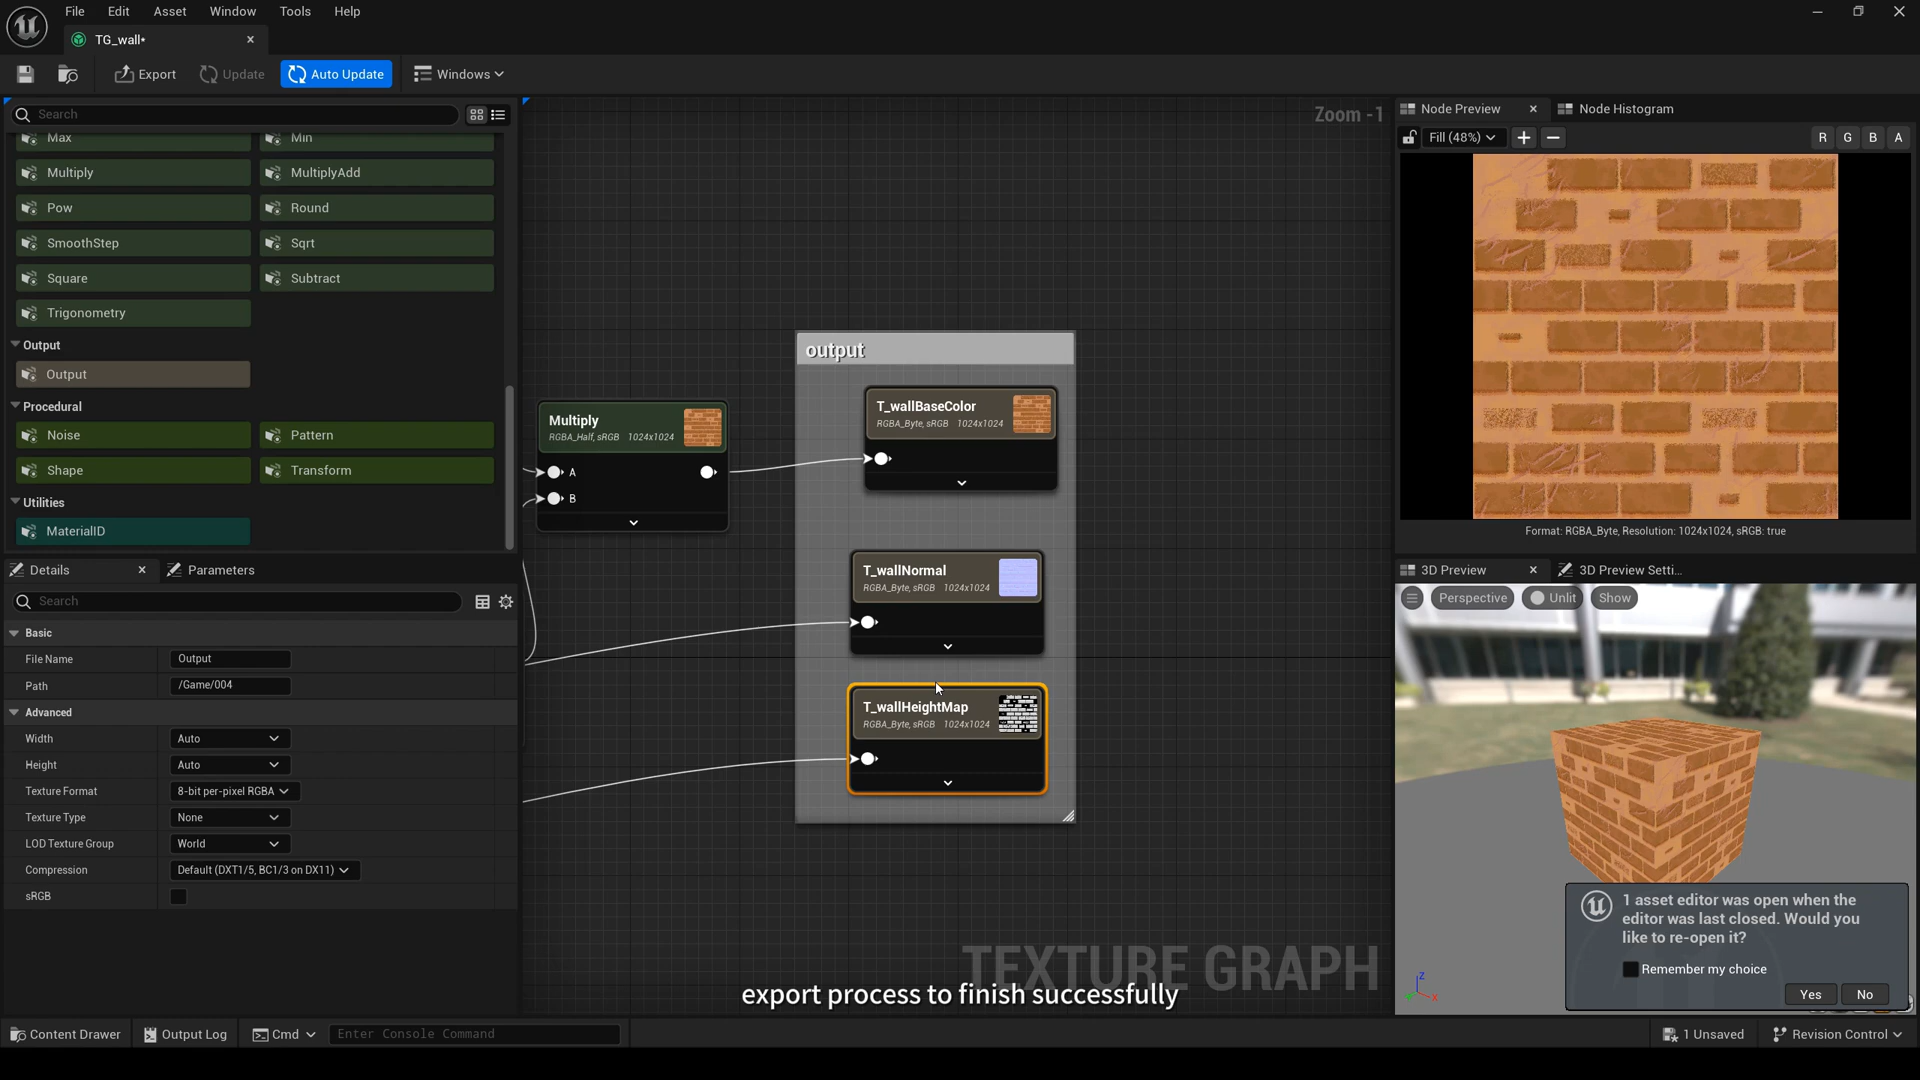 File Edit Asset Window Tools Help
TG_wall•
Export Update Auto Update Windows
Search
Max Min
Multiply MultiplyAdd
Pow Round
SmoothStep Sqrt
Square Subtract
Trigonometry
Output
Output
Procedural
Noise Pattern
Shape Transform
Utilities
MaterialID
Details Parameters
Search
Basic
File Name Output
Path /Game/004
Advanced
Width Auto
Height Auto
Texture Format 8-bit per-pixel RGBA
Texture Type None
LOD Texture Group World
Compression Default (DXT1/5, BC1/3 on DX11)
sRGB
Zoom -1
Multiply
RGBA_Half, sRGB 1024x1024
A
B
output
T_wallBaseColor
RGBA_Byte, sRGB 1024x1024
T_wallNormal
RGBA_Byte, sRGB 1024x1024
T_wallHeightMap
RGBA_Byte, sRGB 1024x1024
TEXTURE GRAPH
export process to finish successfully
Node Preview Node Histogram
Fill (48%) R G B A
Format: RGBA_Byte, Resolution: 1024x1024, sRGB: true
3D Preview 3D Preview Setti...
Perspective Unlit Show
Z
X
1 asset editor was open when the
editor was last closed. Would you
like to re-open it?
Remember my choice
Yes No
Content Drawer Output Log Cmd Enter Console Command 1 Unsaved Revision Control